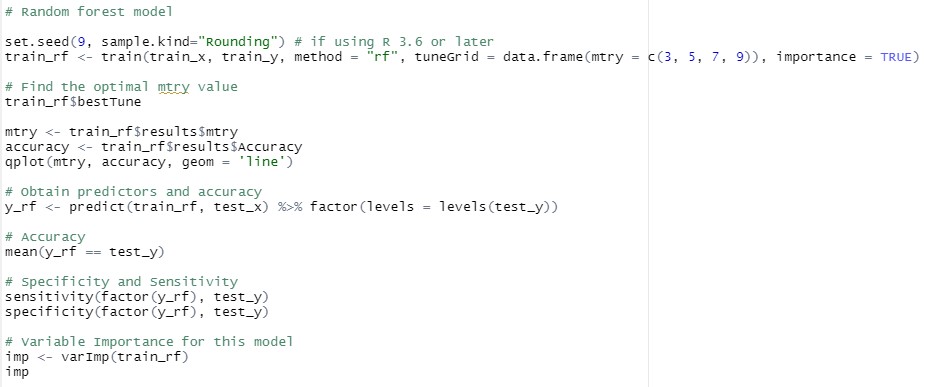 # Random forest model
set.seed(9, sample.kind="Rounding") # if using R 3.6 or later
train_rf <- train(train_x, train_y, method = "rf", tuneGrid = data.frame(mtry = c(3, 5, 7, 9)), importance = TRUE)
# Find the optimal mtry value
train_rf$bestTune
mtry <- train_rf$results$mtry
accuracy <- train_rf$results$Accuracy
qplot(mtry, accuracy, geom = 'line')
# Obtain predictors and accuracy
y_rf <- predict(train_rf, test_x) %>% factor(levels = levels(test_y))
# Accuracy
mean(y_rf == test_y)
# Specificity and Sensitivity
sensitivity(factor(y_rf), test_y)
specificity(factor(y_rf), test_y)
# Variable Importance for this model
imp <- varImp(train_rf)
imp